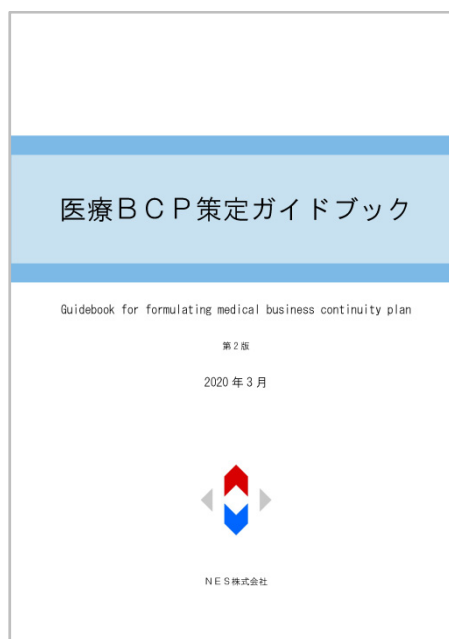 医療ＢＣＰ策定ガイドブック
Guidebook for formulating medical business continuity plan
第２版
2020 年 3 月
ＮＥＳ株式会社